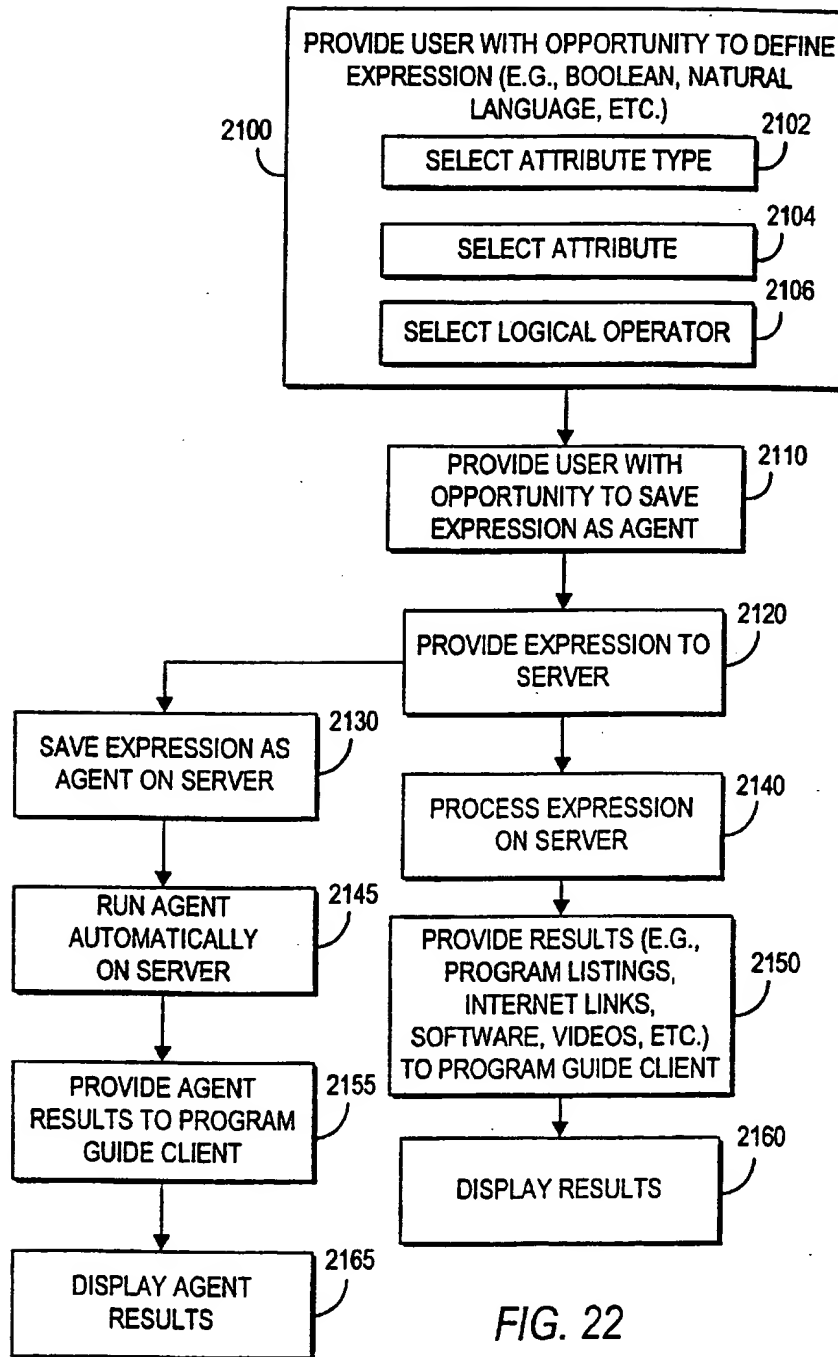 PROVIDE USER WITH OPPORTUNITY TO DEFINE
EXPRESSION (E.G., BOOLEAN, NATURAL
LANGUAGE, ETC.)
2100
2102
SELECT ATTRIBUTE TYPE
2104
SELECT ATTRIBUTE
2106
SELECT LOGICAL OPERATOR
2110
PROVIDE USER WITH
OPPORTUNITY TO SAVE
EXPRESSION AS AGENT
2120
PROVIDE EXPRESSION TO
SERVER
2130
SAVE EXPRESSION AS
AGENT ON SERVER
2140
PROCESS EXPRESSION
ON SERVER
2145
RUN AGENT
AUTOMATICALLY
ON SERVER
2150
PROVIDE RESULTS (E.G.,
PROGRAM LISTINGS,
INTERNET LINKS,
SOFTWARE, VIDEOS, ETC.)
TO PROGRAM GUIDE CLIENT
2155
PROVIDE AGENT
RESULTS TO PROGRAM
GUIDE CLIENT
2160
DISPLAY RESULTS
2165
DISPLAY AGENT
RESULTS
FIG. 22